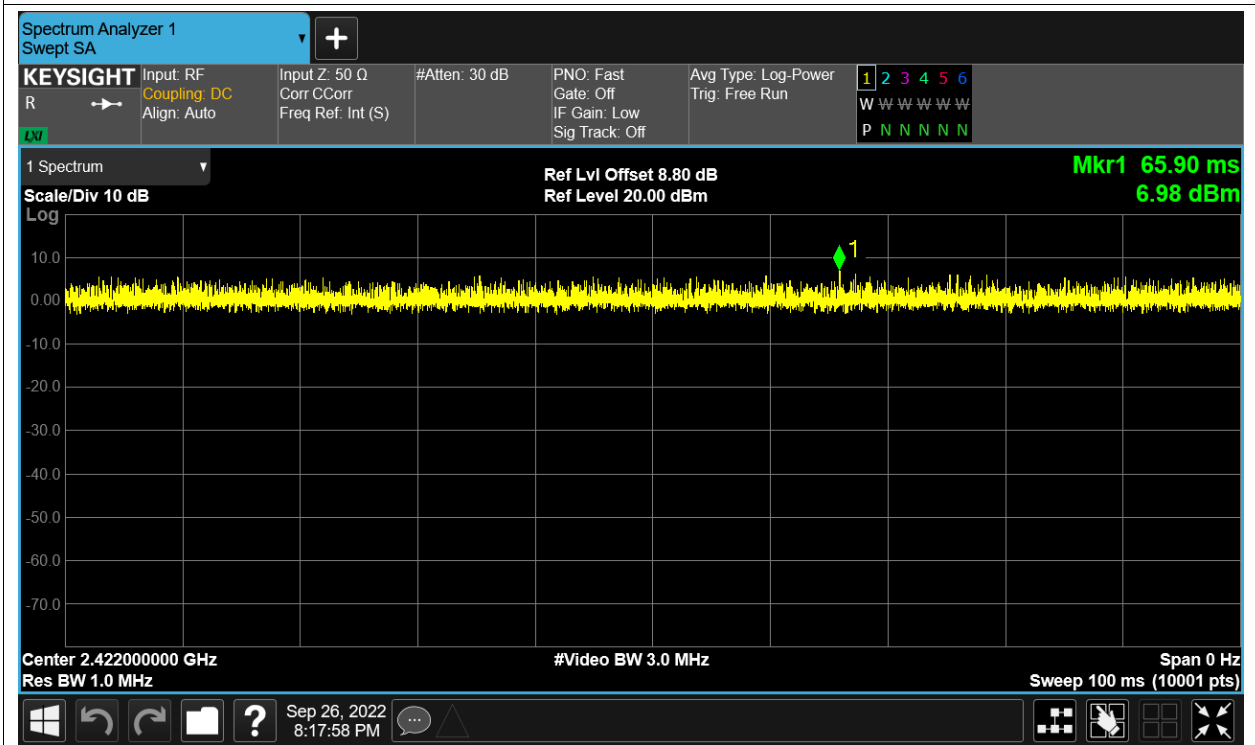 Spectrum Analyzer 1
Swept SA
KEYSIGHT
R
LXI
Input: RF
Coupling: DC
Align: Auto
Input Z: 50 Ω
Corr CCorr
Freq Ref: Int (S)
#Atten: 30 dB
PNO: Fast
Gate: Off
IF Gain: Low
Sig Track: Off
Avg Type: Log-Power
Trig: Free Run
1 2 3 4 5 6
W W W W W W
P N N N N N
1 Spectrum
Scale/Div 10 dB
Ref Lvl Offset 8.80 dB
Ref Level 20.00 dBm
Mkr1 65.90 ms
6.98 dBm
Log
1
10.0
0.00
-10.0
-20.0
-30.0
-40.0
-50.0
-60.0
-70.0
Center 2.422000000 GHz
Res BW 1.0 MHz
#Video BW 3.0 MHz
Span 0 Hz
Sweep 100 ms (10001 pts)
?
Sep 26, 2022
8:17:58 PM